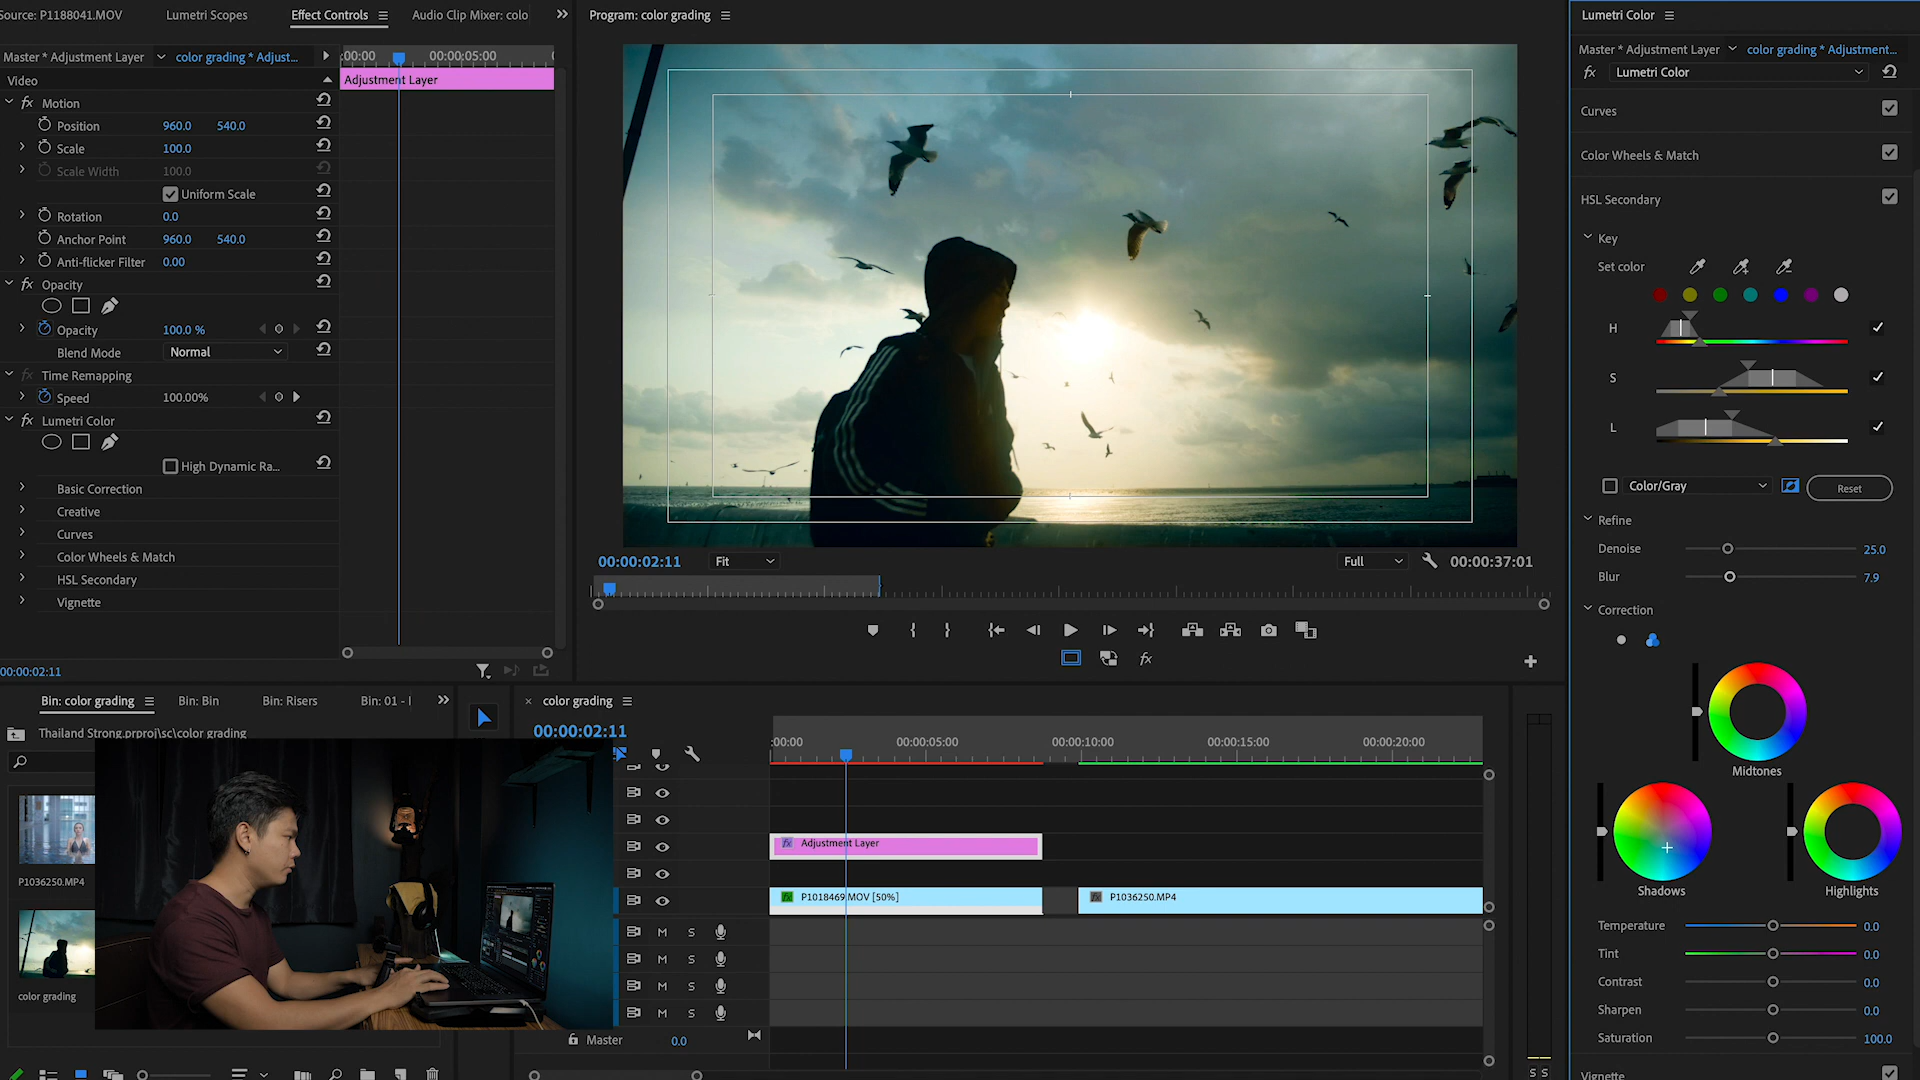 Source: P1188041.MOV
Lumetri Scopes
Effect Controls
Audio Clip Mixer: colo
Master * Adjustment Layer
color grading * Adjust...
:00:00
00:00:05:00
Video
Adjustment Layer
fx Motion
Position 960.0 540.0
Scale 100.0
Scale Width 100.0
Uniform Scale
Rotation 0.0
Anchor Point 960.0 540.0
Anti-flicker Filter 0.00
fx Opacity
Opacity 100.0 %
Blend Mode Normal
fx Time Remapping
Speed 100.00%
fx Lumetri Color
High Dynamic Ra...
Basic Correction
Creative
Curves
Color Wheels & Match
HSL Secondary
Vignette
00:00:02:11
Program: color grading
00:00:02:11
Fit
Full
00:00:37:01
fx
Bin: color grading
Bin: Bin
Bin: Risers
Bin: 01 - I
Thailand Strong.prproj\sc\color grading
P1036250.MP4
color grading
× color grading
00:00:02:11
:00:00
00:00:05:00
00:00:10:00
00:00:15:00
00:00:20:00
fx Adjustment Layer
fx P1018469.MOV [50%]
fx P1036250.MP4
M S
M S
M S
M S
Master 0.0
S S
Lumetri Color
Master * Adjustment Layer
color grading * Adjustment...
fx Lumetri Color
Curves
Color Wheels & Match
HSL Secondary
Key
Set color
H
S
L
Color/Gray
Reset
Refine
Denoise 25.0
Blur 7.9
Correction
Midtones
Shadows
Highlights
Temperature 0.0
Tint 0.0
Contrast 0.0
Sharpen 0.0
Saturation 100.0
Vignette